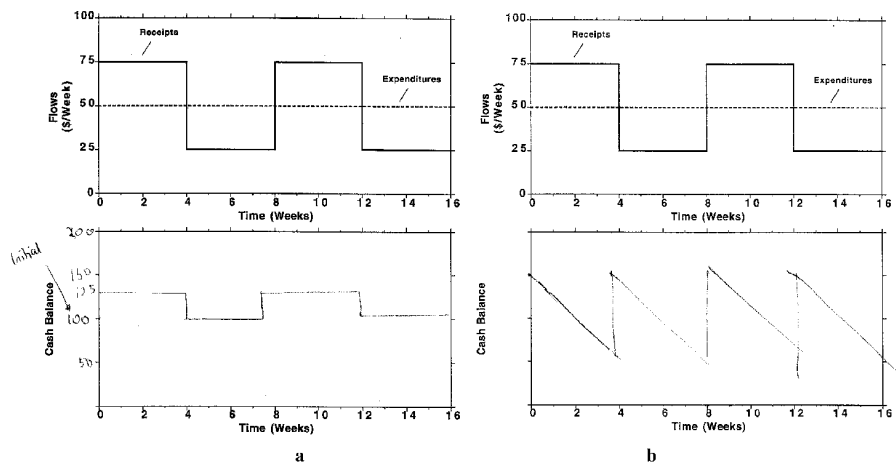 100
Receipts
75
Expenditures
Flows
($/Week)
50
25
0
0 2 4 6 8 10 12 14 16
Time (Weeks)
Initial
200
150
125
100
50
Cash Balance
0 2 4 6 8 10 12 14 16
Time (Weeks)
a
100
Receipts
75
Expenditures
Flows
($/Week)
50
25
0
0 2 4 6 8 10 12 14 16
Time (Weeks)
Cash Balance
0 2 4 6 8 10 12 14 16
Time (Weeks)
b